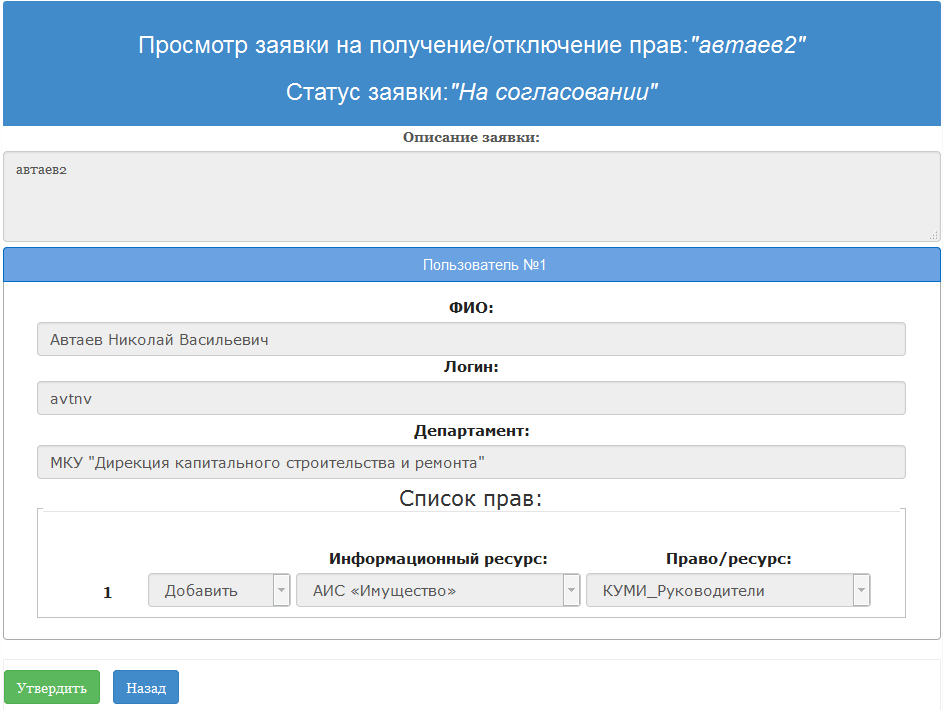 Просмотр заявки на получение/отключение прав:"автаев2"
Статус заявки:"На согласовании"
Описание заявки:
автаев2
Пользователь №1
ФИО:
Автаев Николай Васильевич
Логин:
avtnv
Департамент:
МКУ "Дирекция капитального строительства и ремонта"
Список прав:
Информационный ресурс: Право/ресурс:
1 Добавить АИС «Имущество» КУМИ_Руководители
Утвердить Назад